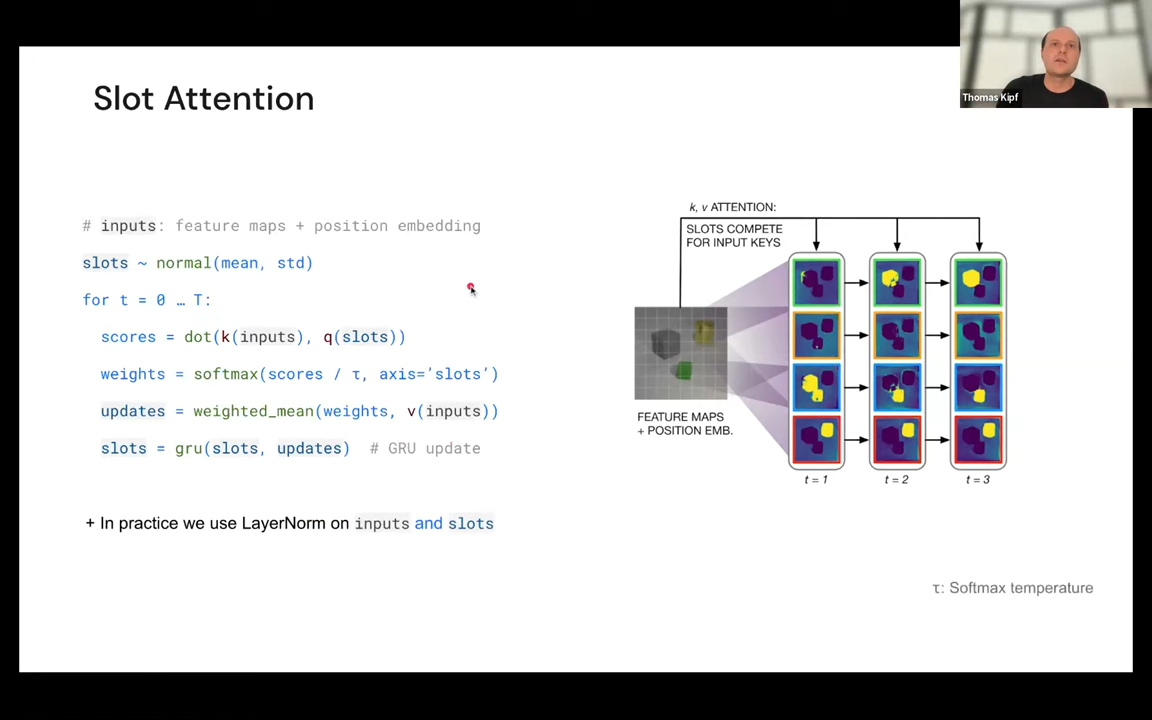 Slot Attention
Thomas Kipf
# inputs: feature maps + position embedding
slots ~ normal(mean, std)
for t = 0 … T:
scores = dot(k(inputs), q(slots))
weights = softmax(scores / τ, axis='slots')
updates = weighted_mean(weights, v(inputs))
slots = gru(slots, updates) # GRU update
+ In practice we use LayerNorm on inputs and slots
k, v ATTENTION:
SLOTS COMPETE
FOR INPUT KEYS
FEATURE MAPS
+ POSITION EMB.
t = 1
t = 2
t = 3
τ: Softmax temperature